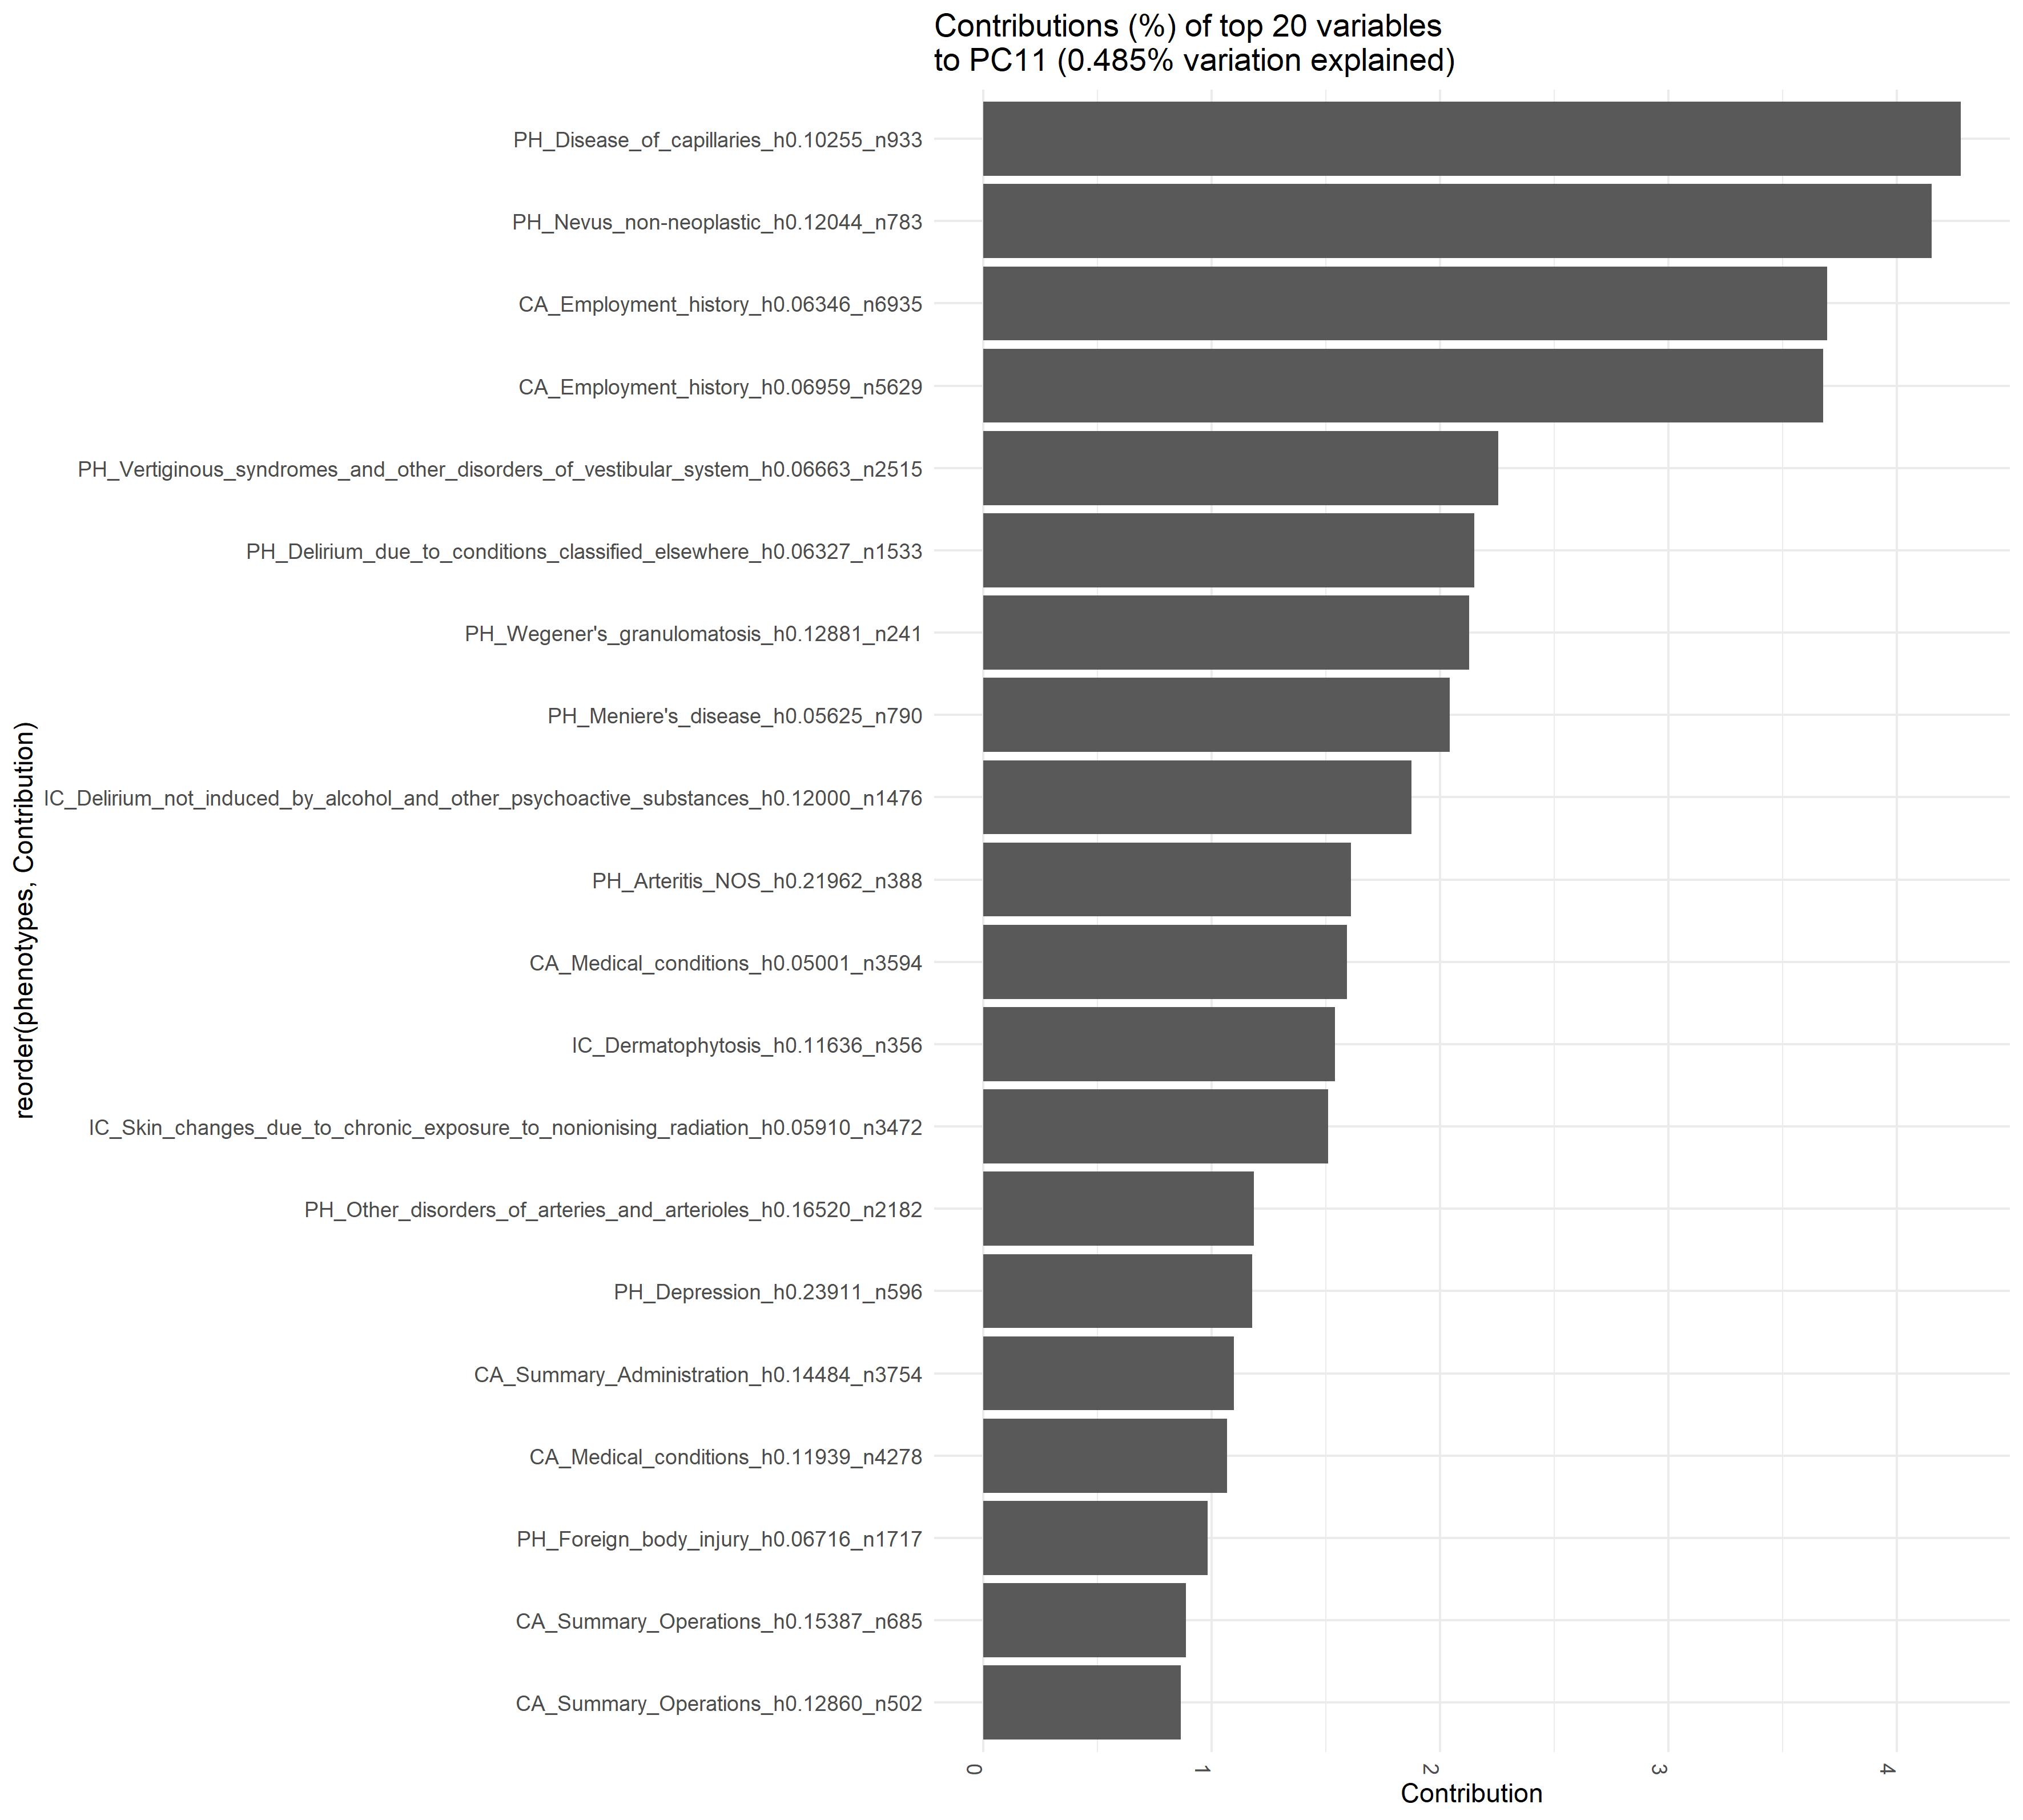 Contributions (%) of top 20 variables
to PC11 (0.485% variation explained)
PH_Disease_of_capillaries_h0.10255_n933
PH_Nevus_non-neoplastic_h0.12044_n783
CA_Employment_history_h0.06346_n6935
CA_Employment_history_h0.06959_n5629
PH_Vertiginous_syndromes_and_other_disorders_of_vestibular_system_h0.06663_n2515
PH_Delirium_due_to_conditions_classified_elsewhere_h0.06327_n1533
PH_Wegener's_granulomatosis_h0.12881_n241
PH_Meniere's_disease_h0.05625_n790
IC_Delirium_not_induced_by_alcohol_and_other_psychoactive_substances_h0.12000_n1476
PH_Arteritis_NOS_h0.21962_n388
CA_Medical_conditions_h0.05001_n3594
IC_Dermatophytosis_h0.11636_n356
IC_Skin_changes_due_to_chronic_exposure_to_nonionising_radiation_h0.05910_n3472
PH_Other_disorders_of_arteries_and_arterioles_h0.16520_n2182
PH_Depression_h0.23911_n596
CA_Summary_Administration_h0.14484_n3754
CA_Medical_conditions_h0.11939_n4278
PH_Foreign_body_injury_h0.06716_n1717
CA_Summary_Operations_h0.15387_n685
CA_Summary_Operations_h0.12860_n502
reorder(phenotypes, Contribution)
0 1 2 3 4
Contribution